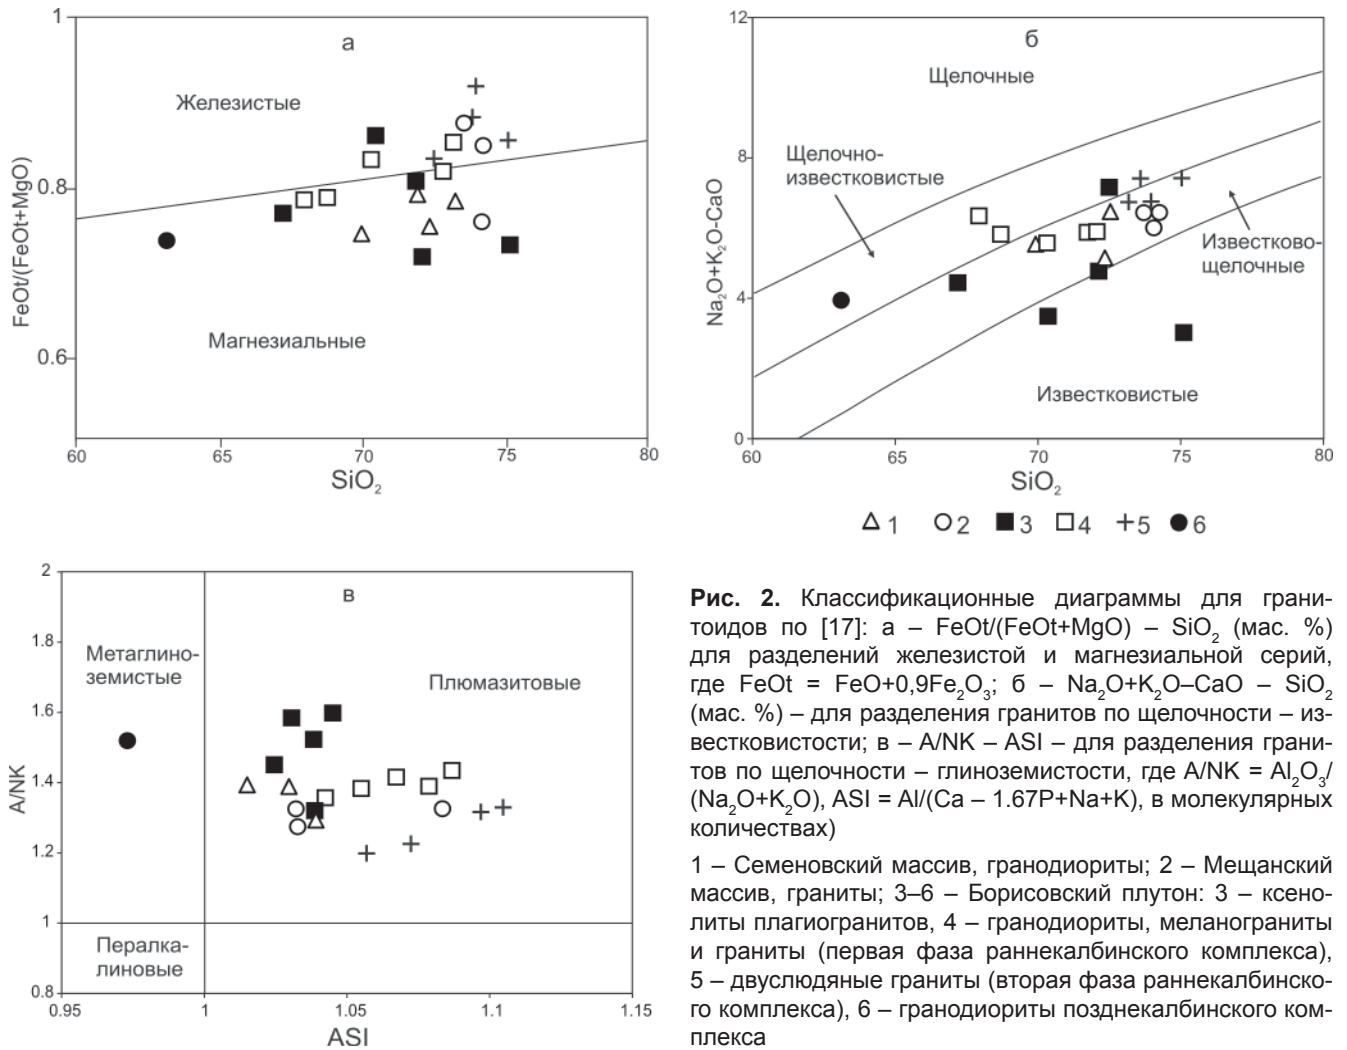 1
а
Железистые
0.8
FeOt/(FeOt+MgO)
0.6
Магнезиальные
60
65
70
75
80
SiO₂
12
б
Щелочные
8
Щелочно-
известковистые
Na₂O+K₂O-CaO
Известково-
щелочные
4
Известковистые
0
60
65
70
75
80
SiO₂
1 2 3 4 5 6
2
в
1.8
Метаглино-
земистые
Плюмазитовые
1.6
A/NK
1.4
1.2
1
Пералка-
линовые
0.8
0.95
1
1.05
1.1
1.15
ASI
Рис. 2. Классификационные диаграммы для грани-
тоидов по [17]: а – FeOt/(FeOt+MgO) – SiO₂ (мас. %)
для разделений железистой и магнезиальной серий,
где FeOt = FeO+0,9Fe₂O₃; б – Na₂O+K₂O–CaO – SiO₂
(мас. %) – для разделения гранитов по щелочности – из-
вестковистости; в – A/NK – ASI – для разделения грани-
тов по щелочности – глиноземистости, где A/NK = Al₂O₃/
(Na₂O+K₂O), ASI = Al/(Ca – 1.67P+Na+K), в молекулярных
количествах)
1 – Семеновский массив, гранодиориты; 2 – Мещанский
массив, граниты; 3–6 – Борисовский плутон: 3 – ксено-
литы плагиогранитов, 4 – гранодиориты, меланограниты
и граниты (первая фаза раннекалбинского комплекса),
5 – двуслюдяные граниты (вторая фаза раннекалбинско-
го комплекса), 6 – гранодиориты позднекалбинского ком-
плекса